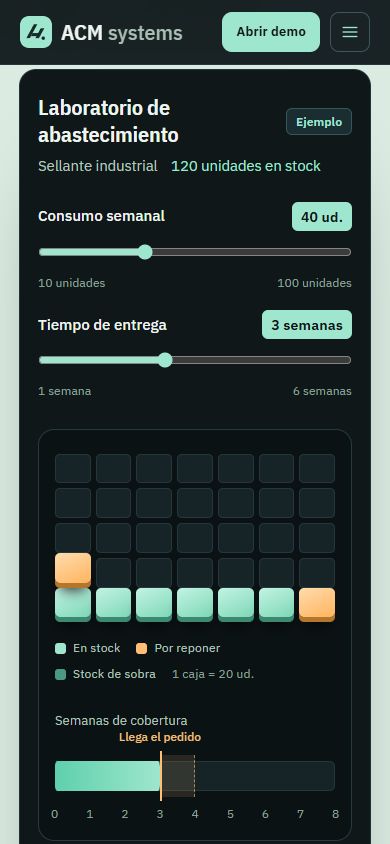 ACM systems
Abrir demo
Laboratorio de
abastecimiento
Ejemplo
Sellante industrial 120 unidades en stock
Consumo semanal
40 ud.
10 unidades 100 unidades
Tiempo de entrega
3 semanas
1 semana 6 semanas
En stock Por reponer
Stock de sobra 1 caja = 20 ud.
Semanas de cobertura
Llega el pedido
0 1 2 3 4 5 6 7 8